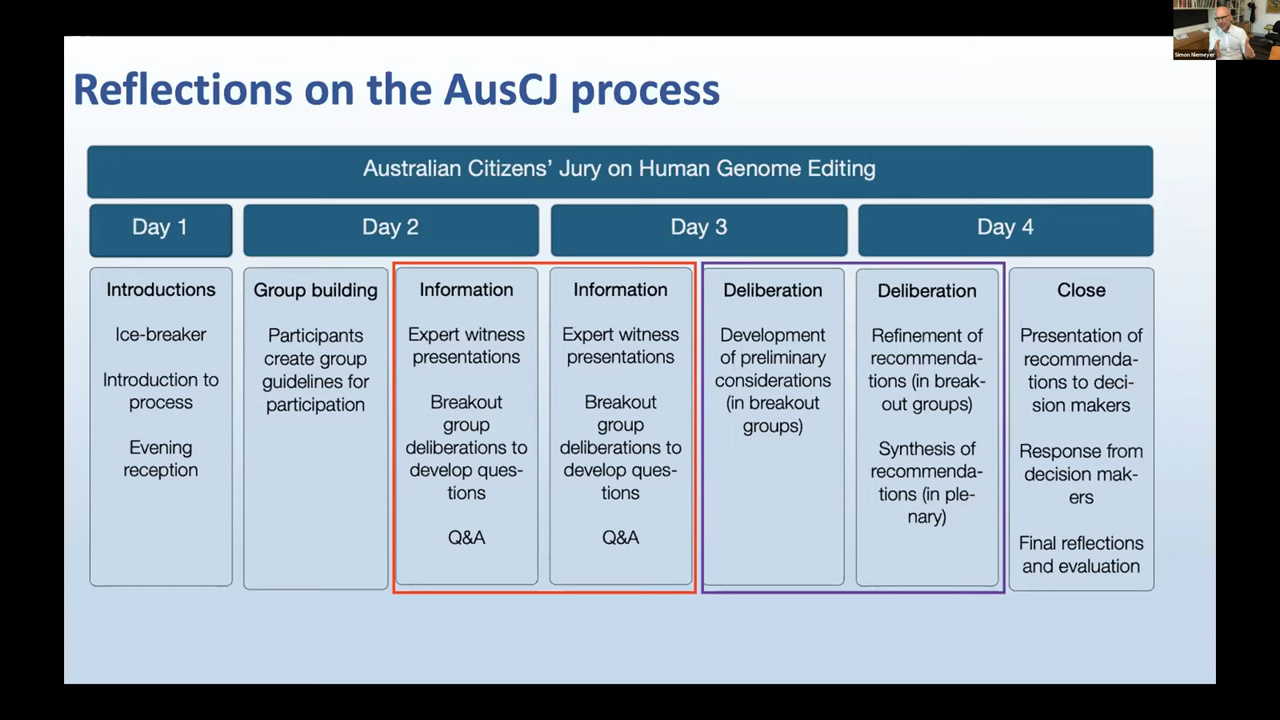 Simon Niemeyer
Reflections on the AusCJ process
Australian Citizens' Jury on Human Genome Editing
Day 1
Day 2
Day 3
Day 4
Introductions
Ice-breaker
Introduction to
process
Evening
reception
Group building
Participants
create group
guidelines for
participation
Information
Expert witness
presentations
Breakout
group
deliberations to
develop ques-
tions
Q&A
Information
Expert witness
presentations
Breakout
group
deliberations to
develop ques-
tions
Q&A
Deliberation
Development
of preliminary
considerations
(in breakout
groups)
Deliberation
Refinement of
recommenda-
tions (in break-
out groups)
Synthesis of
recommenda-
tions (in ple-
nary)
Close
Presentation of
recommenda-
tions to deci-
sion makers
Response from
decision mak-
ers
Final reflections
and evaluation